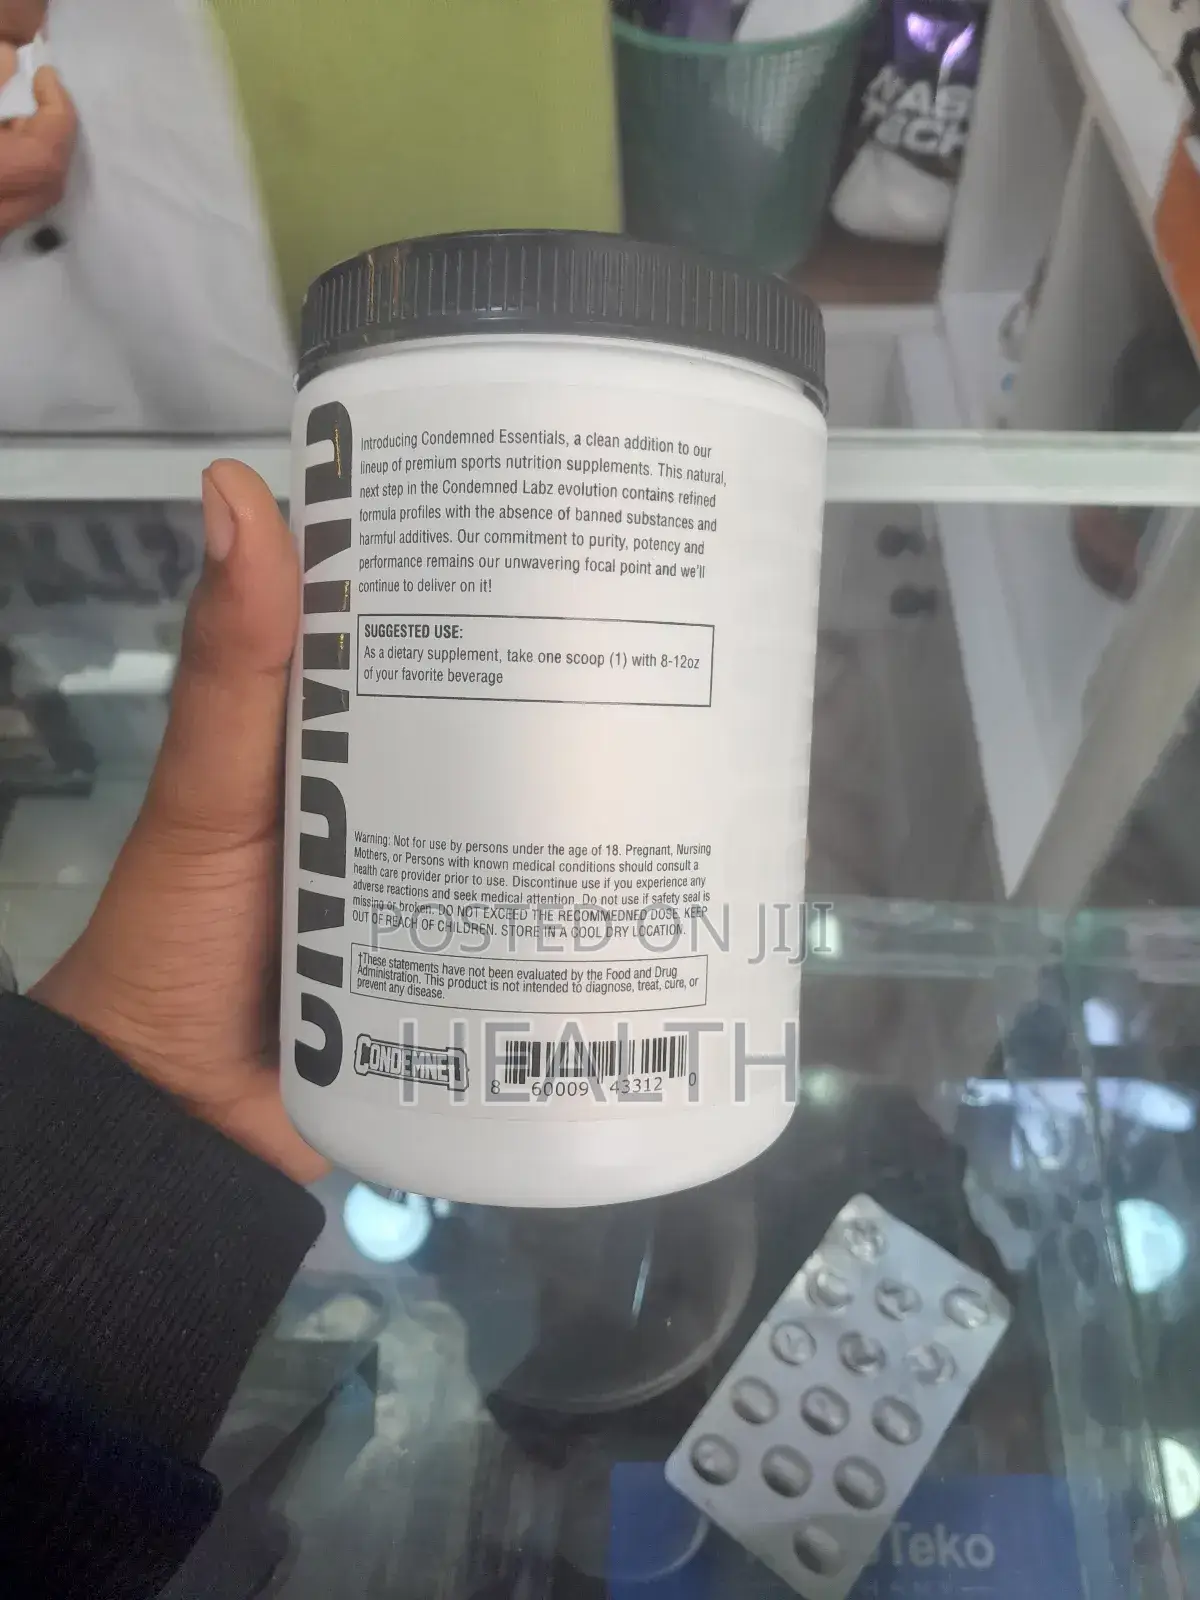 NAS
TECH
CNDMND
Introducing Condemned Essentials, a clean addition to our
lineup of premium sports nutrition supplements. This natural,
next step in the Condemned Labz evolution contains refined
formula profiles with the absence of banned substances and
harmful additives. Our commitment to purity, potency and
performance remains our unwavering focal point and we'll
continue to deliver on it!
SUGGESTED USE:
As a dietary supplement, take one scoop (1) with 8-12oz
of your favorite beverage
Warning: Not for use by persons under the age of 18. Pregnant, Nursing
Mothers, or Persons with known medical conditions should consult a
health care provider prior to use. Discontinue use if you experience any
adverse reactions and seek medical attention. Do not use if safety seal is
missing or broken. DO NOT EXCEED THE RECOMMEDNED DOSE. KEEP
OUT OF REACH OF CHILDREN. STORE IN A COOL DRY LOCATION.
POSTED ON JIJI
†These statements have not been evaluated by the Food and Drug
Administration. This product is not intended to diagnose, treat, cure, or
prevent any disease.
HEALTH
CONDEMNED
8 60009 43312 0
Teko